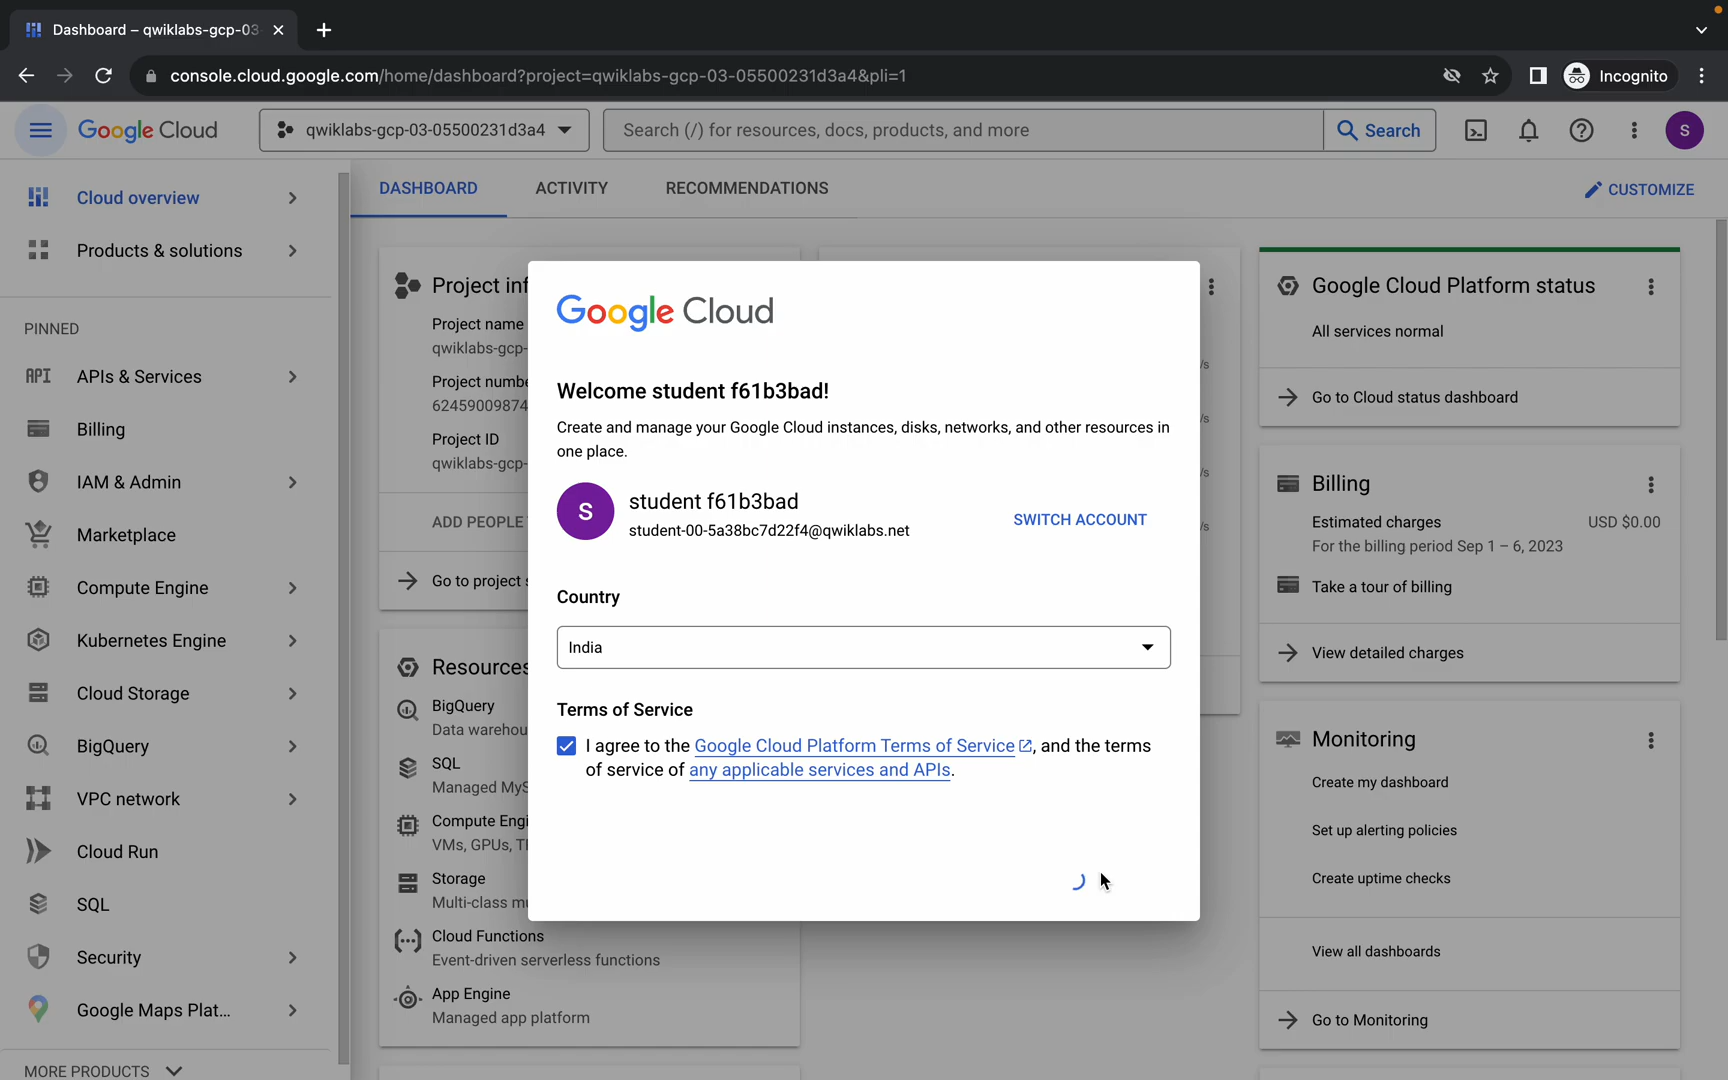 Dashboard – qwiklabs-gcp-03
console.cloud.google.com/home/dashboard?project=qwiklabs-gcp-03-05500231d3a4&pli=1
Incognito
Google Cloud
qwiklabs-gcp-03-05500231d3a4
Search (/) for resources, docs, products, and more
Search
S
Cloud overview
Products & solutions
PINNED
API APIs & Services
Billing
IAM & Admin
Marketplace
Compute Engine
Kubernetes Engine
Cloud Storage
BigQuery
VPC network
Cloud Run
SQL
Security
Google Maps Plat...
MORE PRODUCTS
DASHBOARD
ACTIVITY
RECOMMENDATIONS
CUSTOMIZE
Project inf
Project name
qwiklabs-gcp-
Project numbe
62459009874
Project ID
qwiklabs-gcp-
ADD PEOPLE
Go to project s
Resources
BigQuery
Data warehou
SQL
Managed MyS
Compute Engi
VMs, GPUs, T
Storage
Multi-class mu
Cloud Functions
Event-driven serverless functions
App Engine
Managed app platform
Google Cloud
Welcome student f61b3bad!
Create and manage your Google Cloud instances, disks, networks, and other resources in
one place.
S
student f61b3bad
student-00-5a38bc7d22f4@qwiklabs.net
SWITCH ACCOUNT
Country
India
Terms of Service
I agree to the Google Cloud Platform Terms of Service, and the terms
of service of any applicable services and APIs.
/s
/s
/s
/s
Google Cloud Platform status
All services normal
Go to Cloud status dashboard
Billing
Estimated charges USD $0.00
For the billing period Sep 1 – 6, 2023
Take a tour of billing
View detailed charges
Monitoring
Create my dashboard
Set up alerting policies
Create uptime checks
View all dashboards
Go to Monitoring